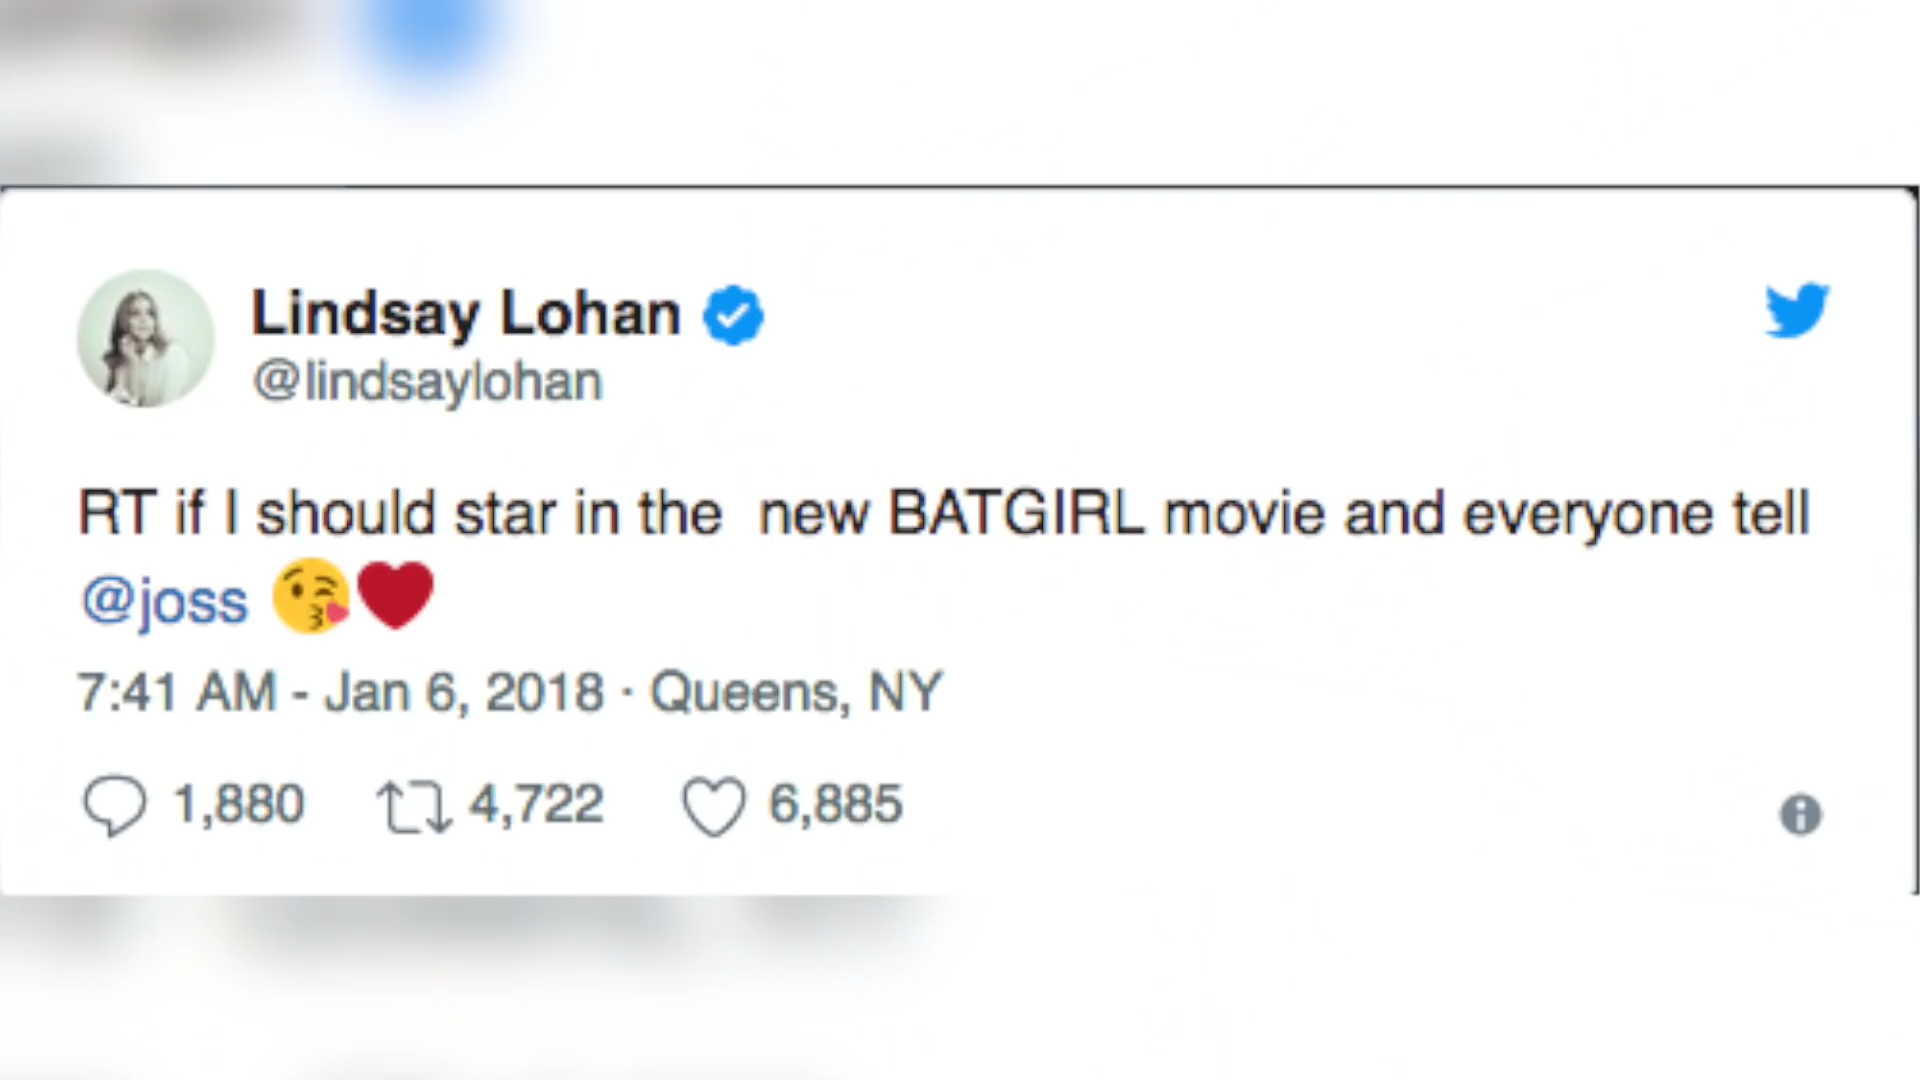 Lindsay Lohan
@lindsaylohan
RT if I should star in the new BATGIRL movie and everyone tell
@joss 😘❤️
7:41 AM - Jan 6, 2018 · Queens, NY
1,880 4,722 6,885